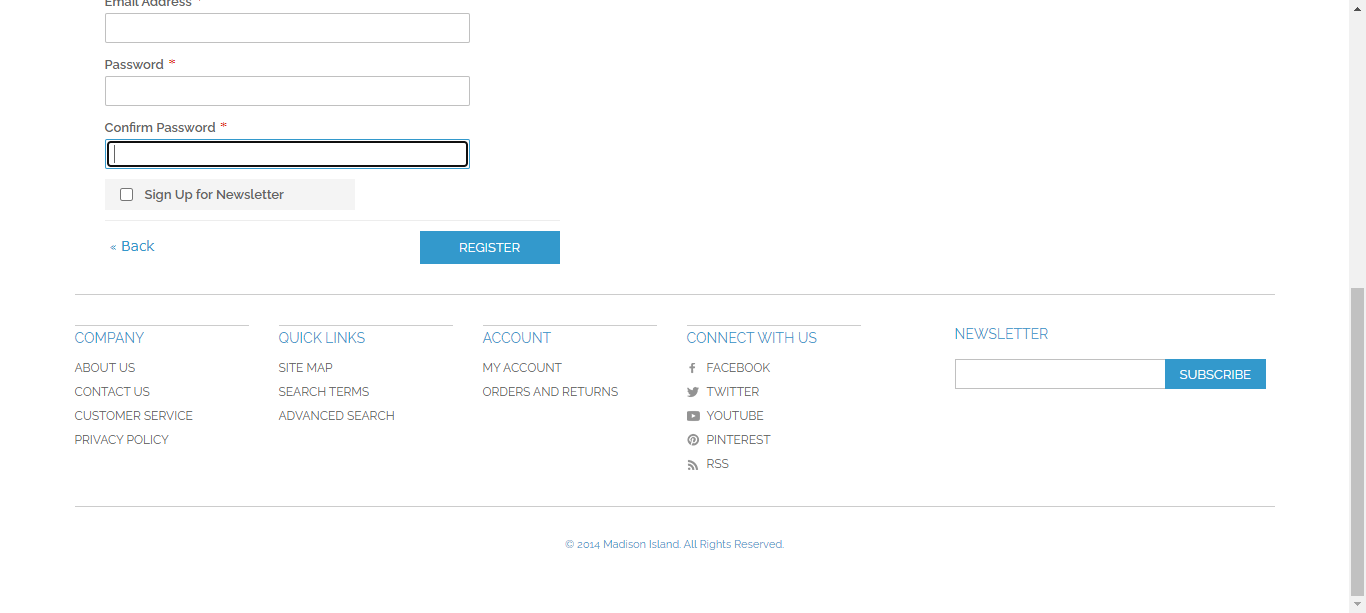 Email Address *
Password *
Confirm Password *
Sign Up for Newsletter
« Back
REGISTER
COMPANY
ABOUT US
CONTACT US
CUSTOMER SERVICE
PRIVACY POLICY
QUICK LINKS
SITE MAP
SEARCH TERMS
ADVANCED SEARCH
ACCOUNT
MY ACCOUNT
ORDERS AND RETURNS
CONNECT WITH US
FACEBOOK
TWITTER
YOUTUBE
PINTEREST
RSS
NEWSLETTER
SUBSCRIBE
© 2014 Madison Island. All Rights Reserved.